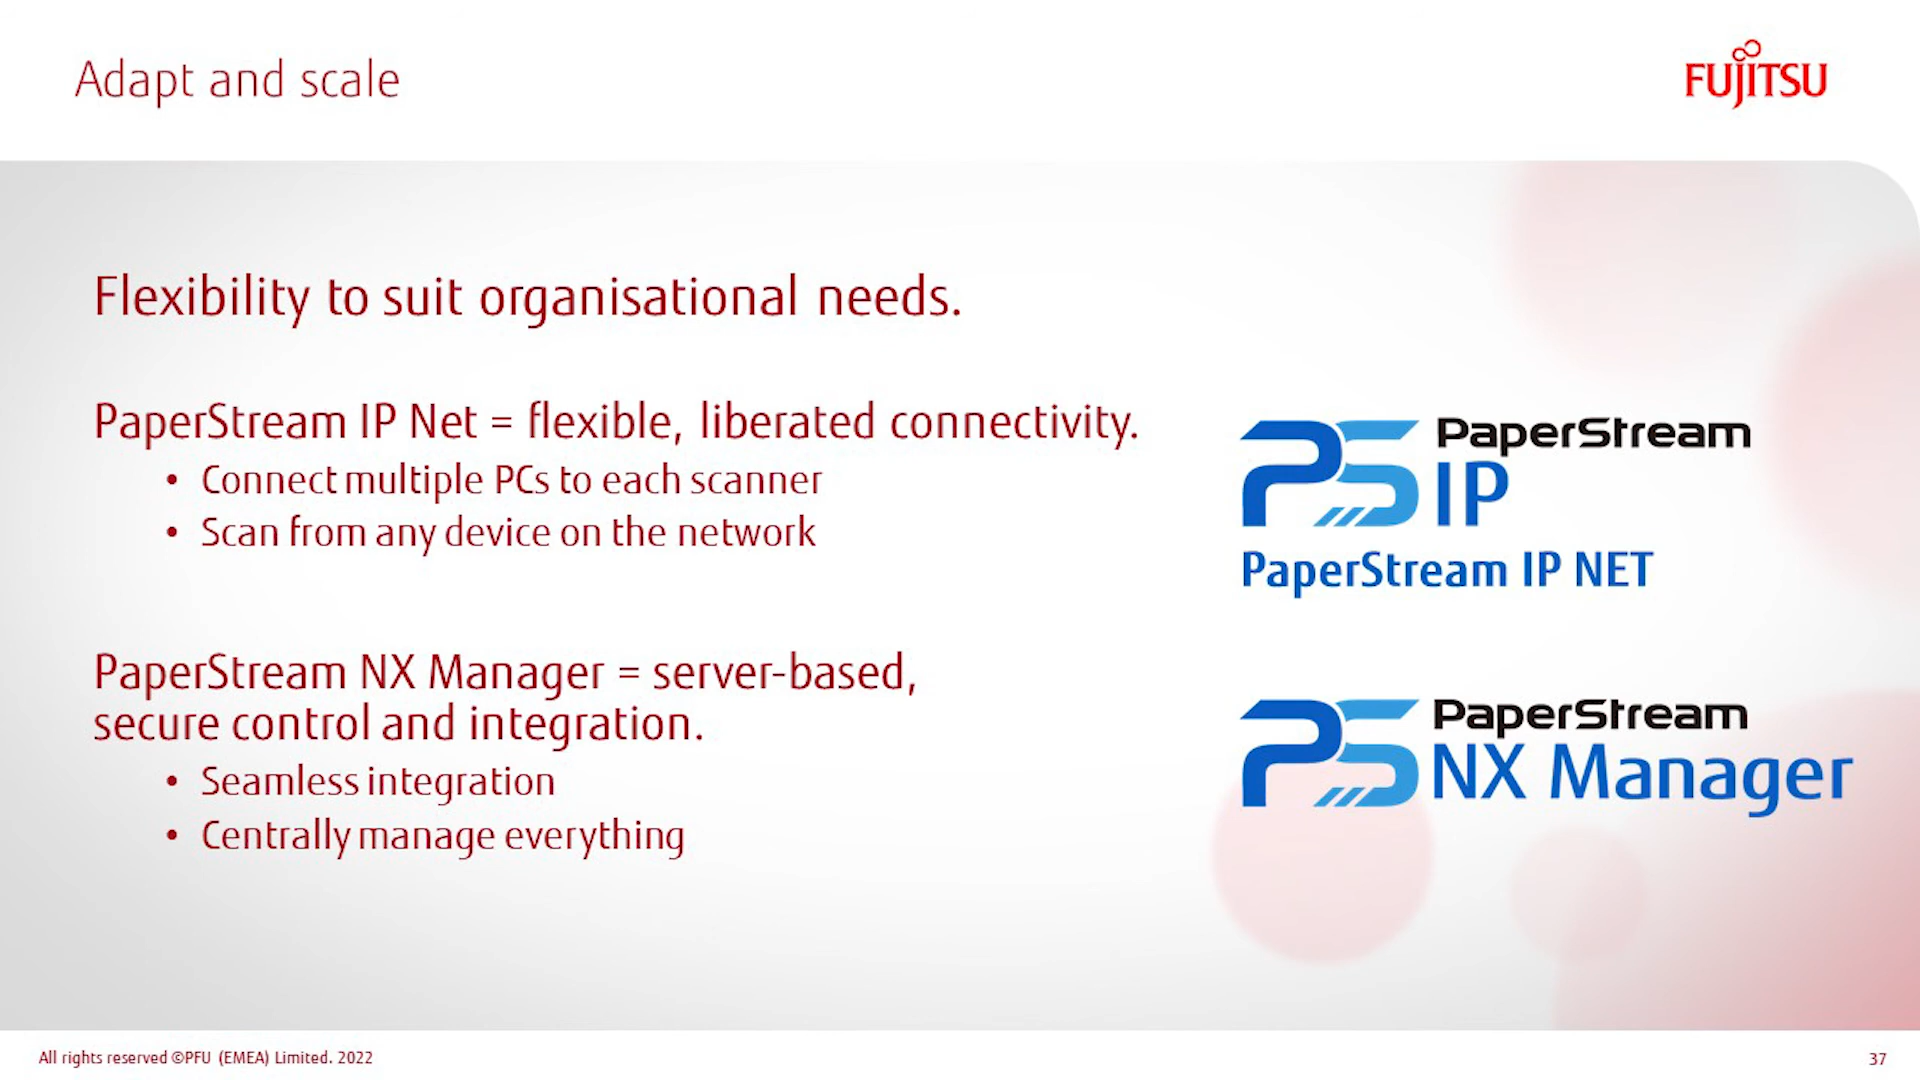 Adapt and scale
FUJITSU
Flexibility to suit organisational needs.
PaperStream IP Net = flexible, liberated connectivity.
• Connect multiple PCs to each scanner
• Scan from any device on the network
PS PaperStream
IP
PaperStream IP NET
PaperStream NX Manager = server-based,
secure control and integration.
• Seamless integration
• Centrally manage everything
PS PaperStream
NX Manager
All rights reserved ©PFU (EMEA) Limited. 2022
37